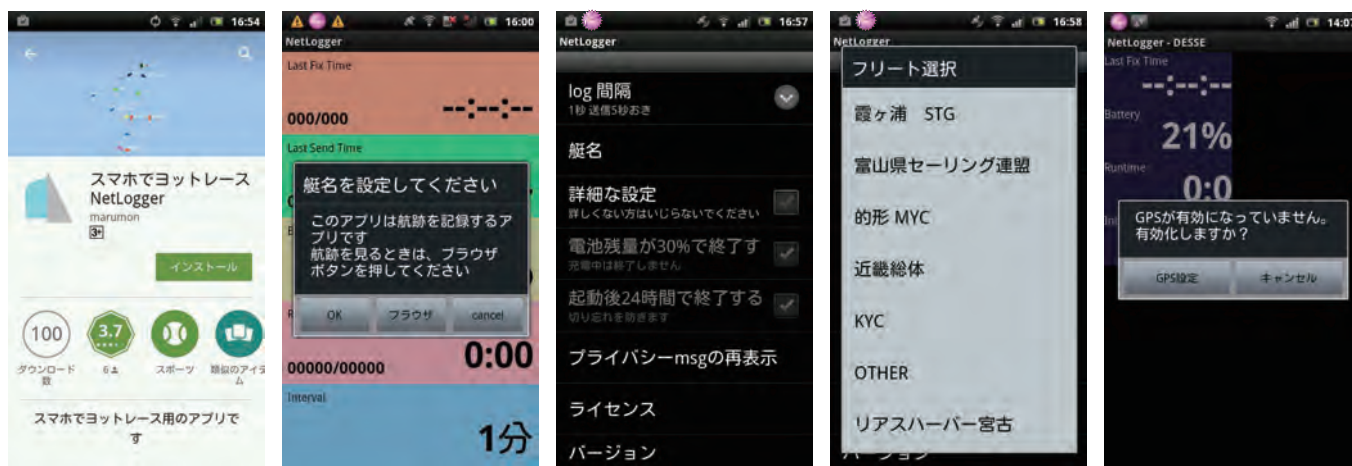 16:54
スマホでヨットレース
NetLogger
marumon
3+
インストール
100
ダウンロード
数
3.7
6
スポーツ
類似のアイテ
ム
スマホでヨットレース用のアプリで
す
16:00
NetLogger
Last Fix Time
000/000
--:--:--
Last Send Time
艇名を設定してください
このアプリは航跡を記録するア
プリです
航跡を見るときは、ブラウザ
ボタンを押してください
OK
ブラウザ
cancel
00000/00000
0:00
Interval
1分
16:57
NetLogger
log 間隔
1秒 送信5秒おき
艇名
詳細な設定
詳しくない方はいじらないでください
電池残量が30%で終了す
充電中は終了しません
起動後24時間で終了する
切り忘れを防ぎます
プライバシーmsgの再表示
ライセンス
バージョン
16:58
NetLogger
フリート選択
霞ヶ浦 STG
富山県セーリング連盟
的形 MYC
近畿総体
KYC
OTHER
リアスハーバー宮古
バージョン
14:07
NetLogger - DESSE
Last Fix Time
--:--:--
Battery
21%
Runtime
0:0
GPSが有効になっていません。
有効化しますか？
GPS設定
キャンセル